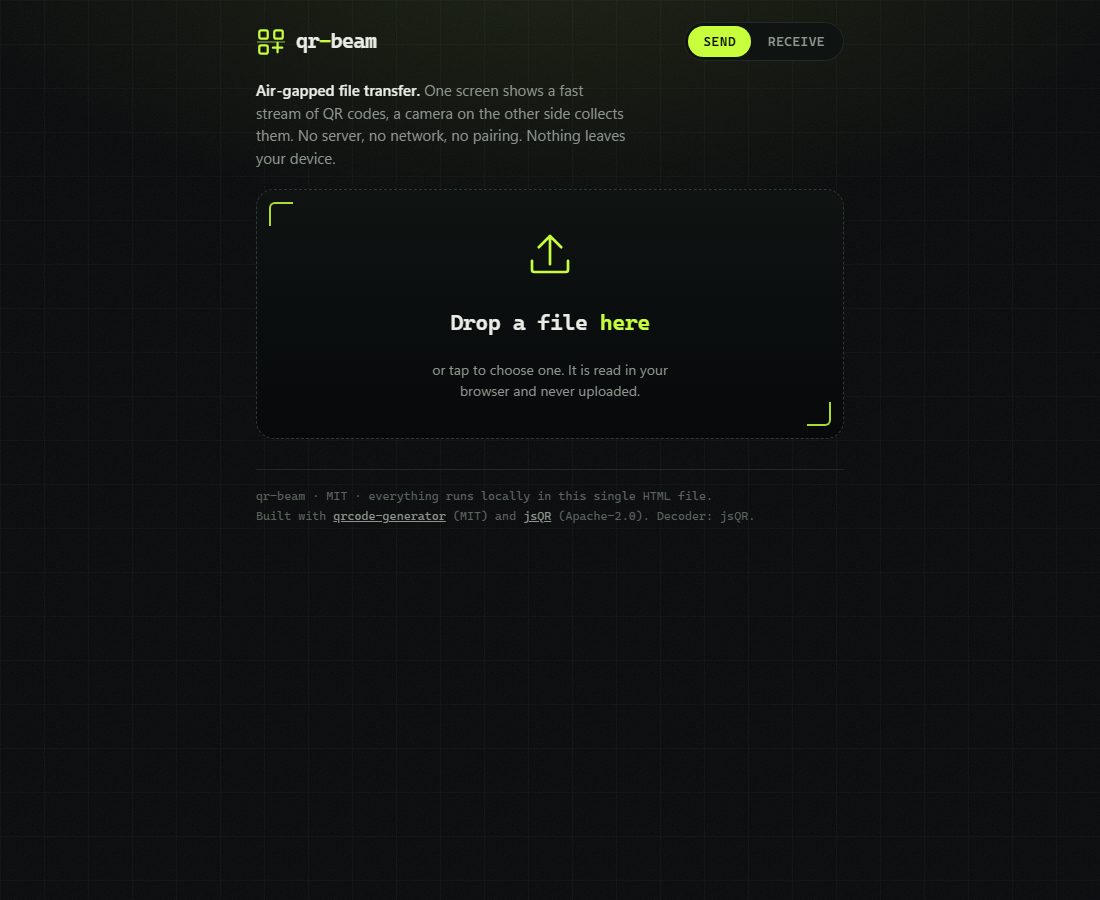 qr-beam
SEND RECEIVE
Air-gapped file transfer. One screen shows a fast
stream of QR codes, a camera on the other side collects
them. No server, no network, no pairing. Nothing leaves
your device.
Drop a file here
or tap to choose one. It is read in your
browser and never uploaded.
qr-beam · MIT · everything runs locally in this single HTML file.
Built with qrcode-generator (MIT) and jsQR (Apache-2.0). Decoder: jsQR.